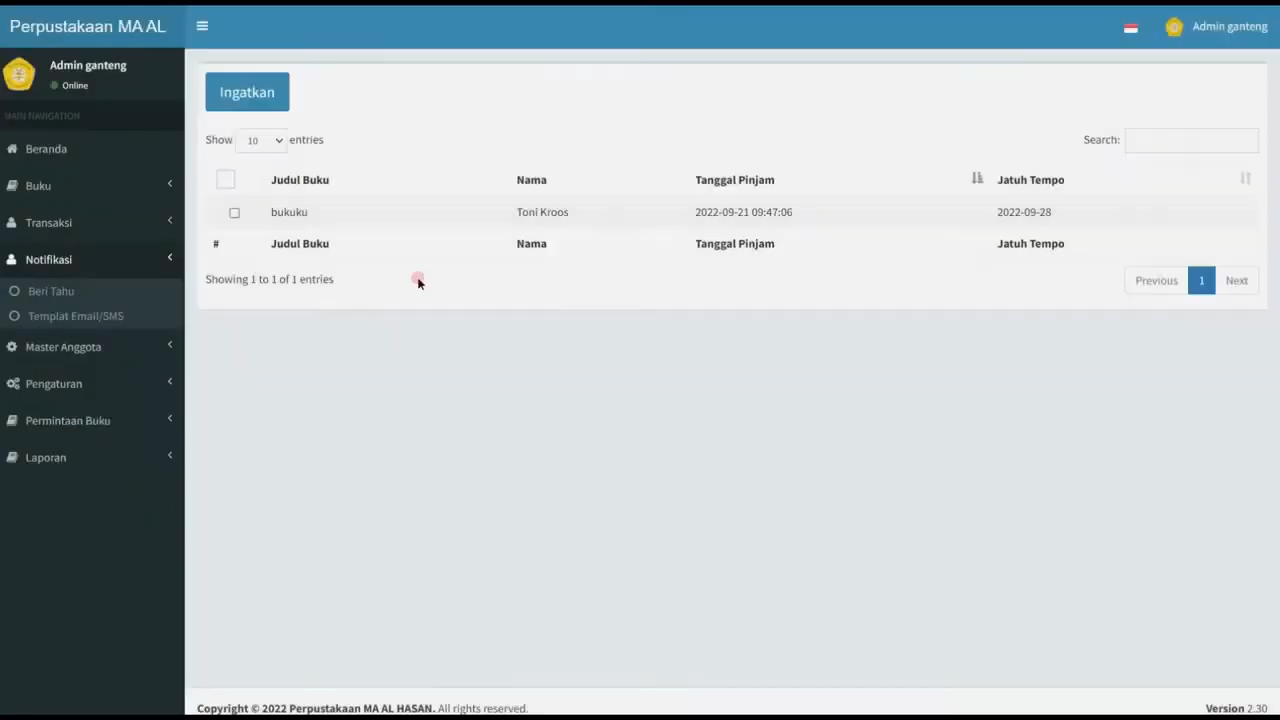 Perpustakaan MA AL
Admin ganteng
Admin ganteng
Online
MAIN NAVIGATION
Beranda
Buku
Transaksi
Notifikasi
Beri Tahu
Templat Email/SMS
Master Anggota
Pengaturan
Permintaan Buku
Laporan
Ingatkan
Show 10 entries
Search:
Judul Buku Nama Tanggal Pinjam Jatuh Tempo
bukuku Toni Kroos 2022-09-21 09:47:06 2022-09-28
# Judul Buku Nama Tanggal Pinjam Jatuh Tempo
Showing 1 to 1 of 1 entries
Previous 1 Next
Copyright © 2022 Perpustakaan MA AL HASAN. All rights reserved.
Version 2.30